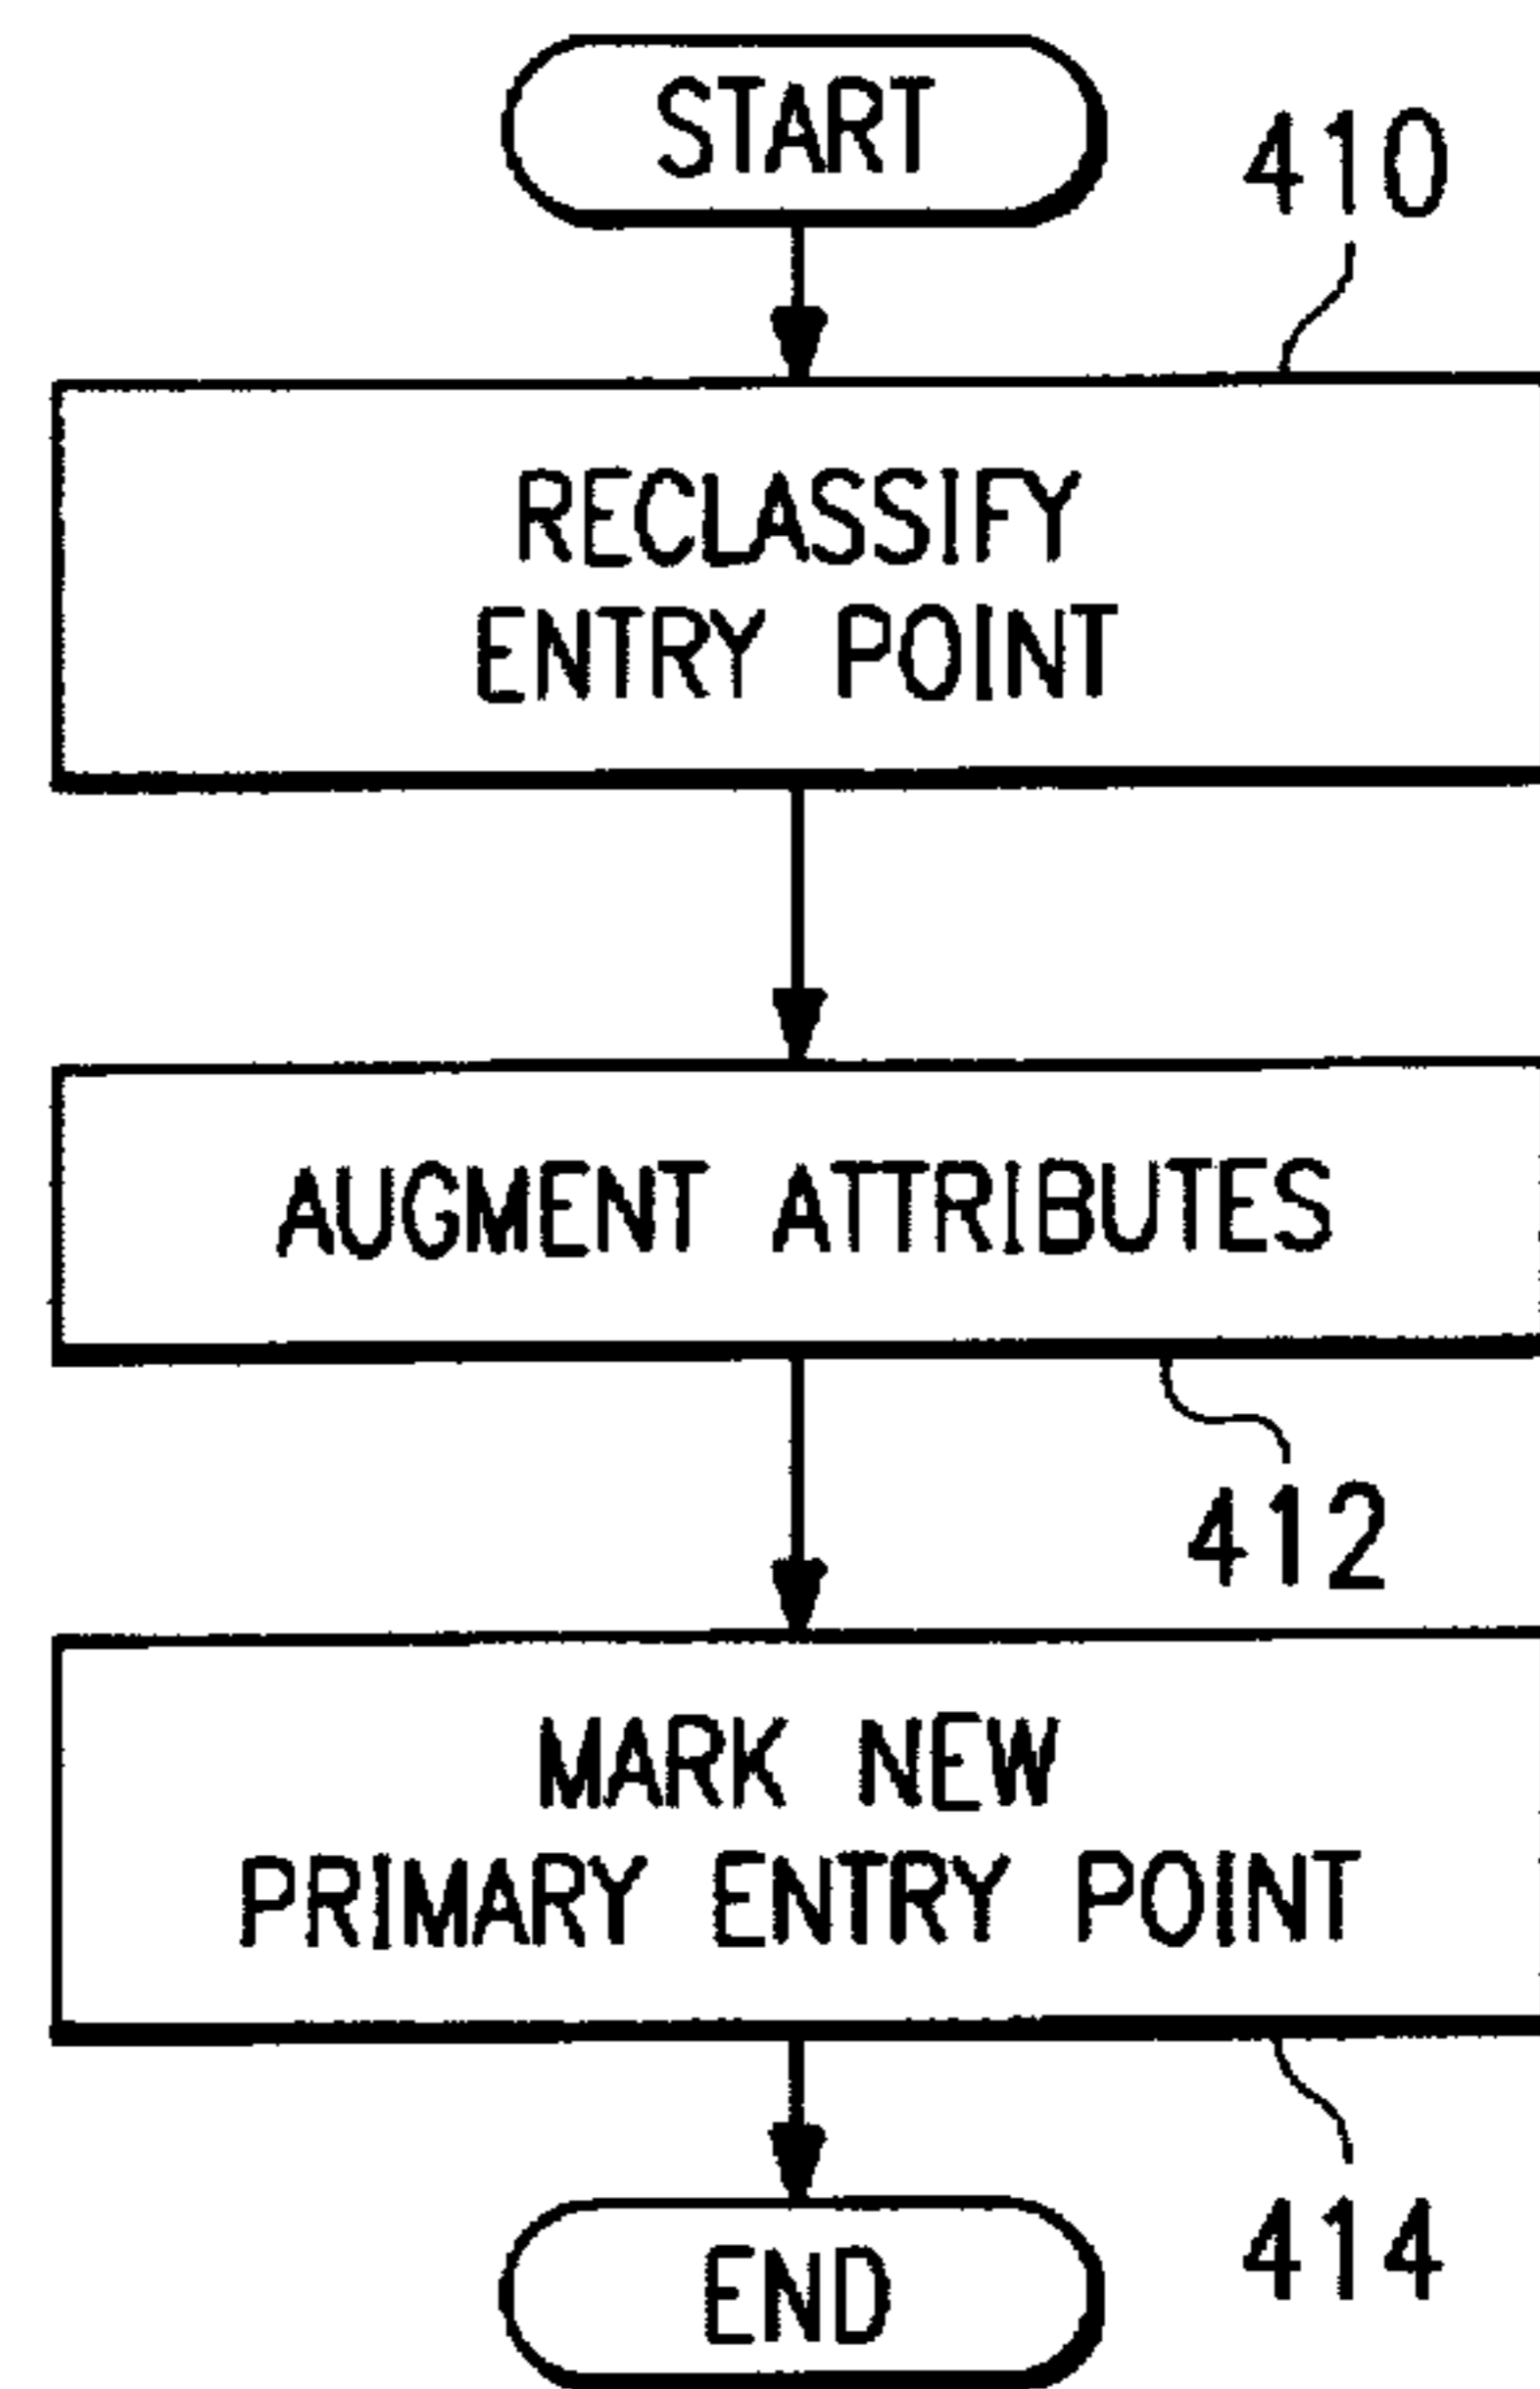 START
410
RECLASSIFY
ENTRY POINT
AUGMENT ATTRIBUTES
412
MARK NEW
PRIMARY ENTRY POINT
414
END